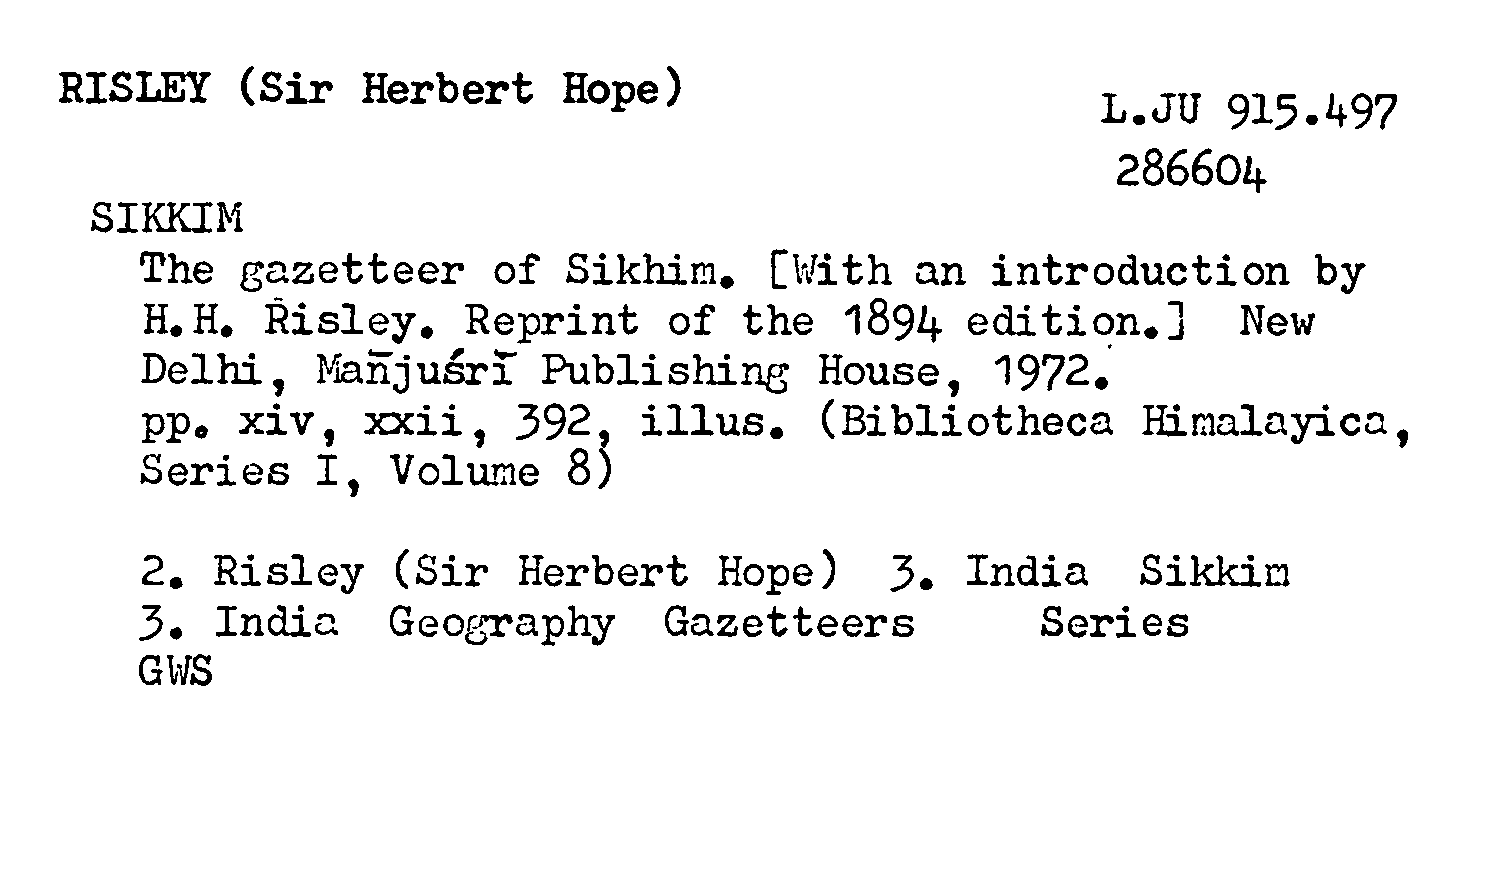 RISLEY (Sir Herbert Hope)
L.JU 915.497
286604
SIKKIM
The gazetteer of Sikhim. [With an introduction by
H.H. Risley. Reprint of the 1894 edition.] New
Delhi, Mañjuśrī Publishing House, 1972.
pp. xiv, xxii, 392, illus. (Bibliotheca Himalayica,
Series I, Volume 8)
2. Risley (Sir Herbert Hope) 3. India Sikkim
3. India Geography Gazetteers Series
GWS